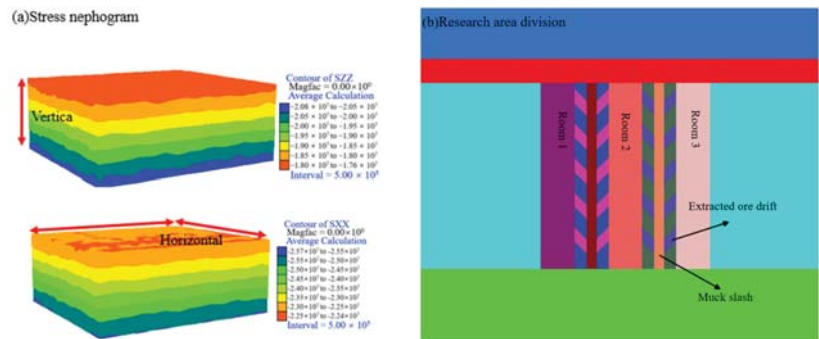 (a)Stress nephogram
Vertica
Contour of SZZ
Magfac = 0.00×10⁰
Average Calculation
-2.08 × 10⁷ to -2.05 × 10⁷
-2.05 × 10⁷ to -2.00 × 10⁷
-2.00 × 10⁷ to -1.95 × 10⁷
-1.95 × 10⁷ to -1.90 × 10⁷
-1.90 × 10⁷ to -1.85 × 10⁷
-1.85 × 10⁷ to -1.80 × 10⁷
-1.80 × 10⁷ to -1.76 × 10⁷
Interval = 5.00 × 10⁵
Horizontal
Contour of SXX
Magfac = 0.00×10⁰
Average Calculation
-2.57×10⁷ to -2.55×10⁷
-2.55×10⁷ to -2.50×10⁷
-2.50×10⁷ to -2.45×10⁷
-2.45×10⁷ to -2.40×10⁷
-2.40×10⁷ to -2.35×10⁷
-2.35×10⁷ to -2.30×10⁷
-2.30×10⁷ to -2.25×10⁷
-2.25×10⁷ to -2.24×10⁷
Interval = 5.00 × 10⁵
(b)Research area division
Room 1
Room 2
Room 3
Extracted ore drift
Muck slash